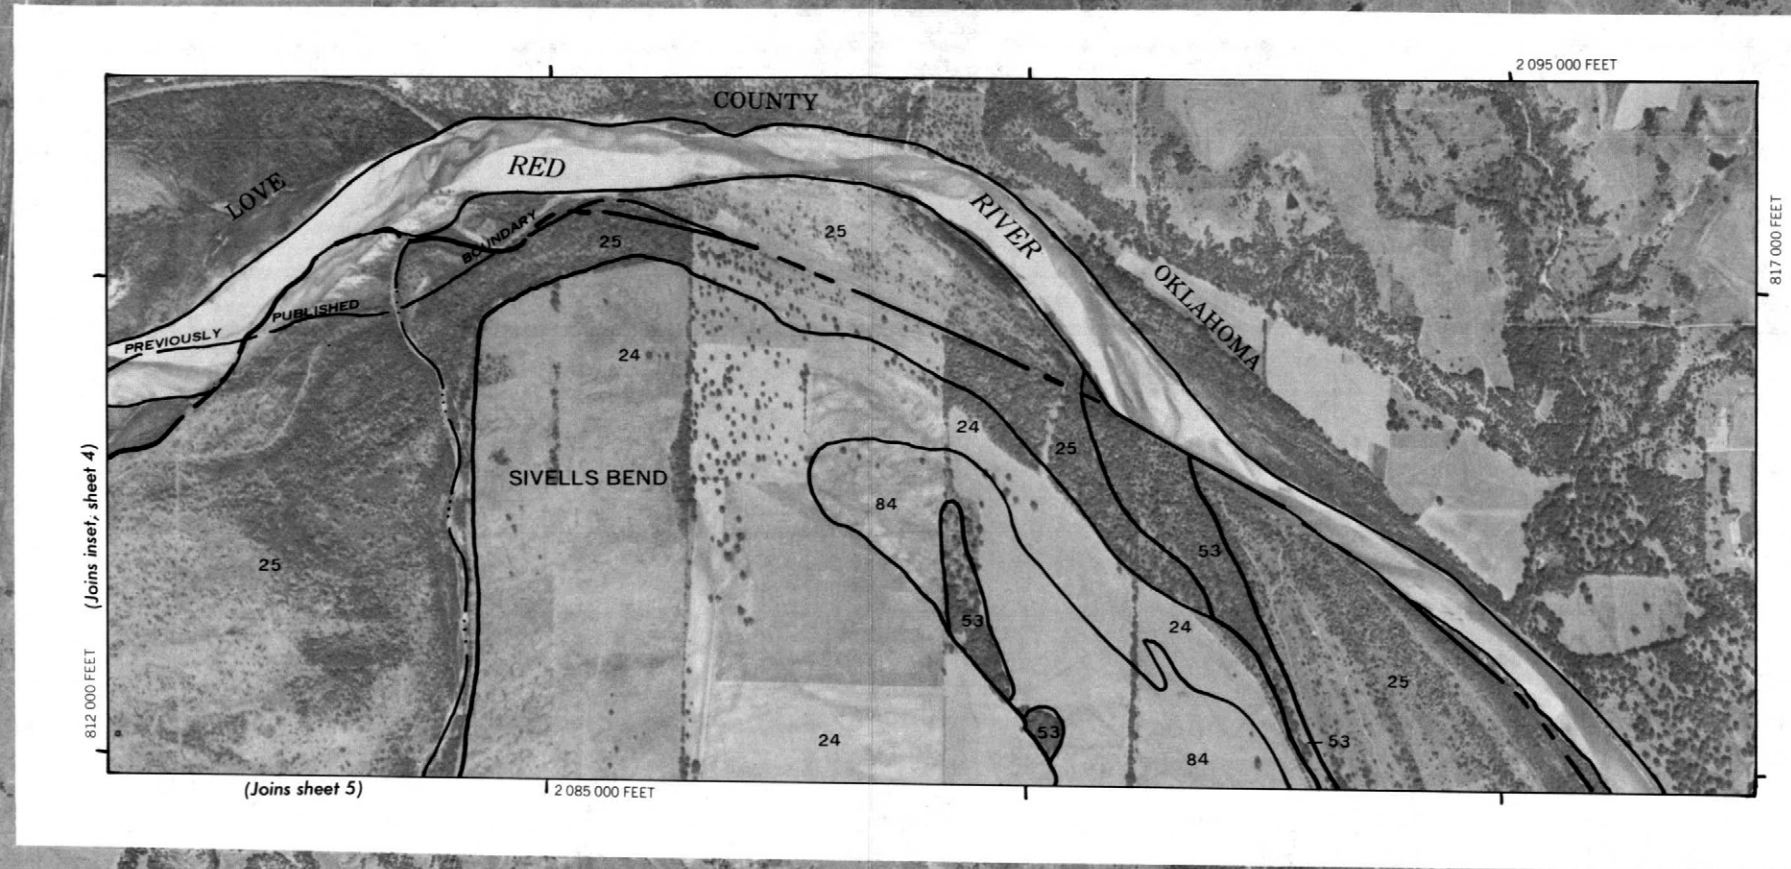 2 095 000 FEET
COUNTY
RED
LOVE
RIVER
817 000 FEET
BOUNDARY
25
25
OKLAHOMA
PUBLISHED
PREVIOUSLY
24
24
25
SIVELLS BEND
84
(Joins inset, sheet 4)
53
25
53
24
25
812 000 FEET
53
24
53
84
(Joins sheet 5)
2 085 000 FEET